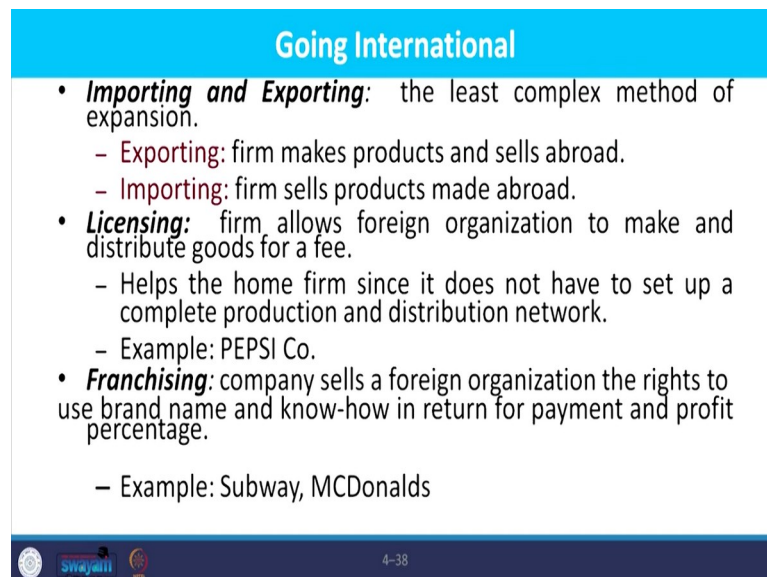 Going International
• Importing and Exporting: the least complex method of
expansion.
– Exporting: firm makes products and sells abroad.
– Importing: firm sells products made abroad.
• Licensing: firm allows foreign organization to make and
distribute goods for a fee.
– Helps the home firm since it does not have to set up a
complete production and distribution network.
– Example: PEPSI Co.
• Franchising: company sells a foreign organization the rights to
use brand name and know-how in return for payment and profit
percentage.
– Example: Subway, MCDonalds
swayam
4–38